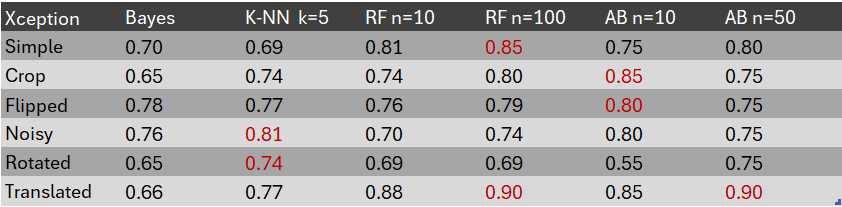 Xception Bayes K-NN k=5 RF n=10 RF n=100 AB n=10 AB n=50
Simple 0.70 0.69 0.81 0.85 0.75 0.80
Crop 0.65 0.74 0.74 0.80 0.85 0.75
Flipped 0.78 0.77 0.76 0.79 0.80 0.75
Noisy 0.76 0.81 0.70 0.74 0.80 0.75
Rotated 0.65 0.74 0.69 0.69 0.55 0.75
Translated 0.66 0.77 0.88 0.90 0.85 0.90